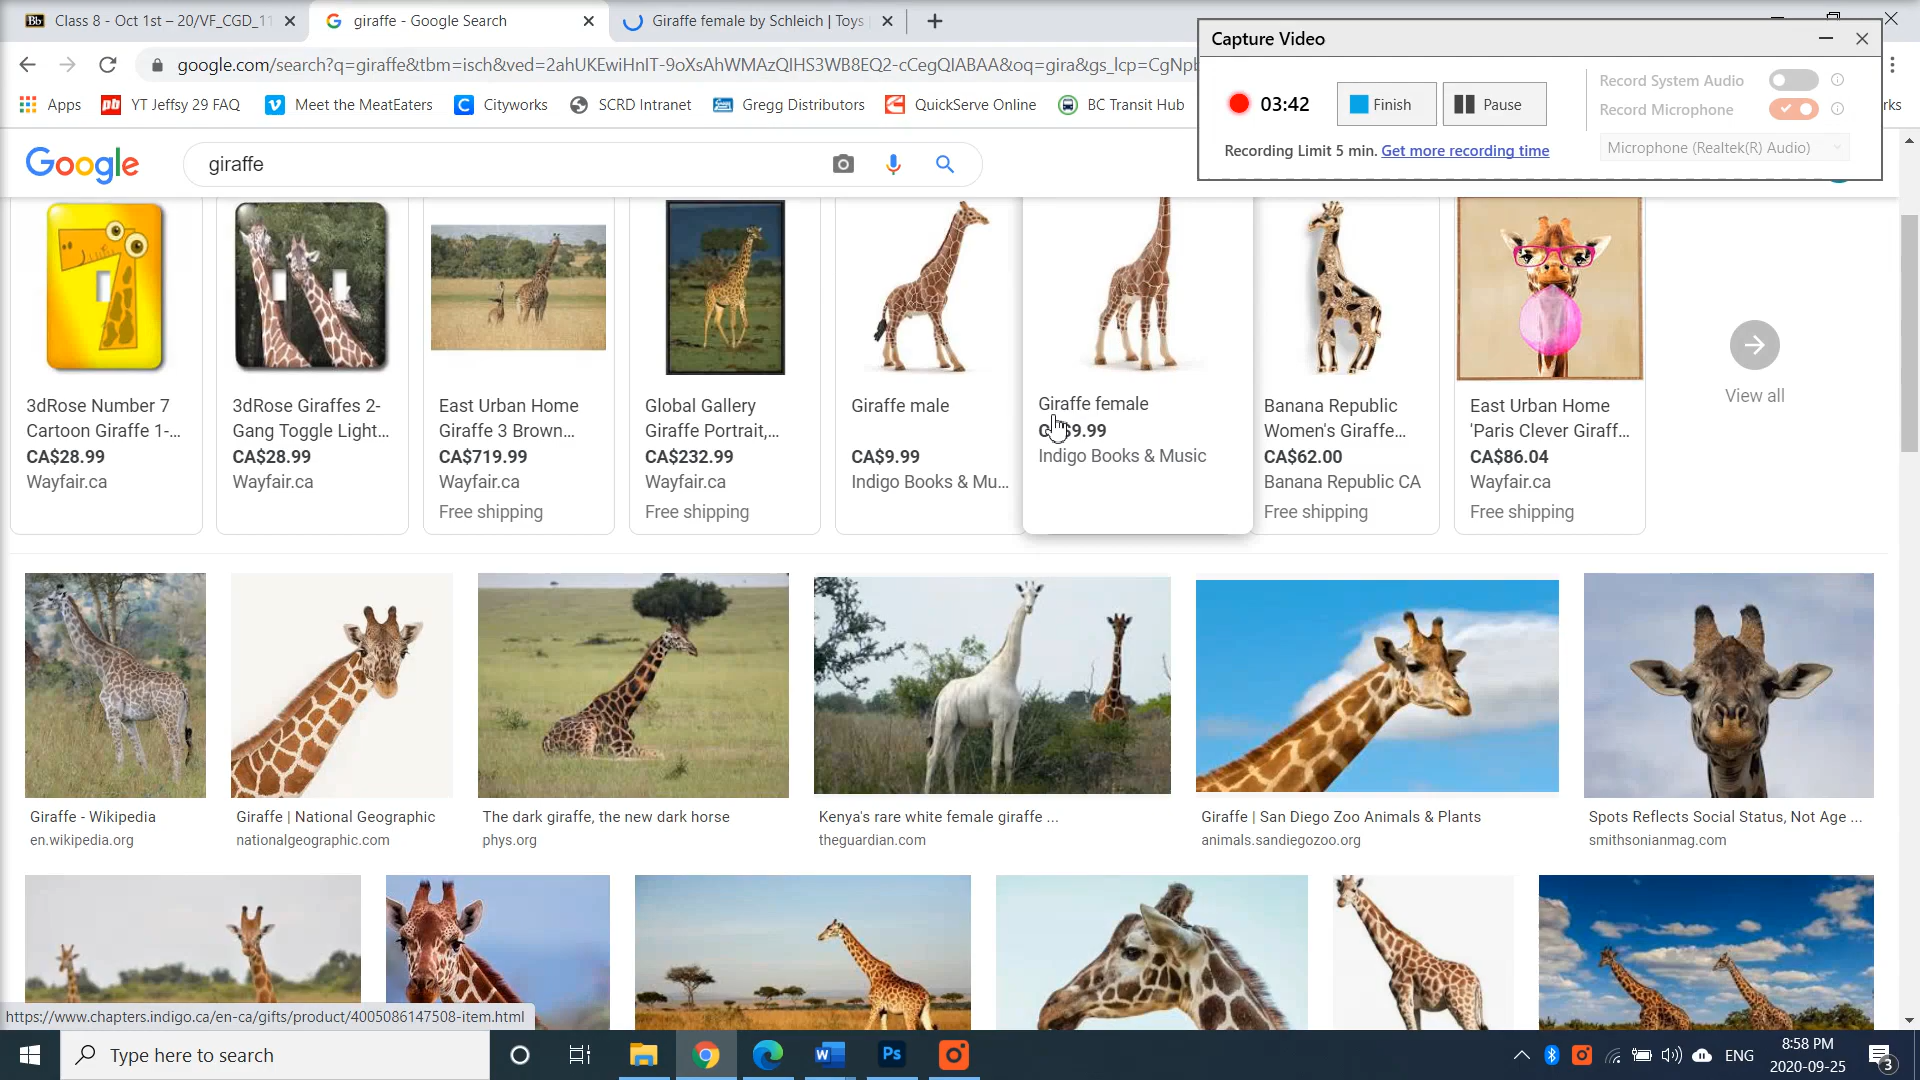 Class 8 - Oct 1st – 20/VF_CGD_11
giraffe - Google Search
Giraffe female by Schleich | Toys
Capture Video
google.com/search?q=giraffe&tbm=isch&ved=2ahUKEwiHnIT-9oXsAhWMAzQIHS3WB8EQ2-cCegQIABAA&oq=gira&gs_lcp=CgNpb
03:42
Finish
Pause
Record System Audio
Record Microphone
Microphone (Realtek(R) Audio)
Recording Limit 5 min. Get more recording time
Apps
YT Jeffsy 29 FAQ
Meet the MeatEaters
Cityworks
SCRD Intranet
Gregg Distributors
QuickServe Online
BC Transit Hub
rks
Google
giraffe
3dRose Number 7
Cartoon Giraffe 1-...
CA$28.99
Wayfair.ca
3dRose Giraffes 2-
Gang Toggle Light...
CA$28.99
Wayfair.ca
East Urban Home
Giraffe 3 Brown...
CA$719.99
Wayfair.ca
Free shipping
Global Gallery
Giraffe Portrait,...
CA$232.99
Wayfair.ca
Free shipping
Giraffe male
CA$9.99
Indigo Books & Mu...
Giraffe female
Indigo Books & Music
Banana Republic
Women's Giraffe...
CA$62.00
Banana Republic CA
Free shipping
East Urban Home
'Paris Clever Giraff...
CA$86.04
Wayfair.ca
Free shipping
View all
Giraffe - Wikipedia
en.wikipedia.org
Giraffe | National Geographic
nationalgeographic.com
The dark giraffe, the new dark horse
phys.org
Kenya's rare white female giraffe ...
theguardian.com
Giraffe | San Diego Zoo Animals & Plants
animals.sandiegozoo.org
Spots Reflects Social Status, Not Age ...
smithsonianmag.com
https://www.chapters.indigo.ca/en-ca/gifts/product/4005086147508-item.html
Type here to search
ENG
8:58 PM
2020-09-25
3